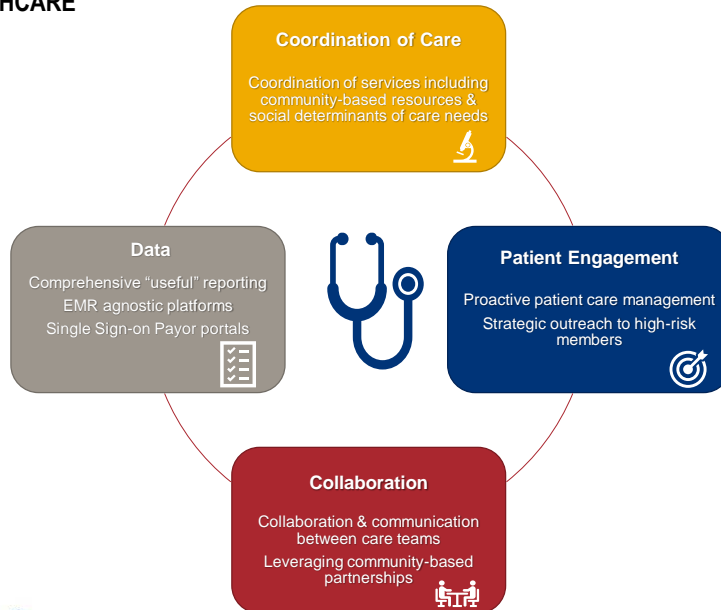 Coordination of Care
Coordination of services including
community-based resources &
social determinants of care needs
Data
Comprehensive “useful” reporting
EMR agnostic platforms
Single Sign-on Payor portals
Patient Engagement
Proactive patient care management
Strategic outreach to high-risk
members
Collaboration
Collaboration & communication
between care teams
Leveraging community-based
partnerships